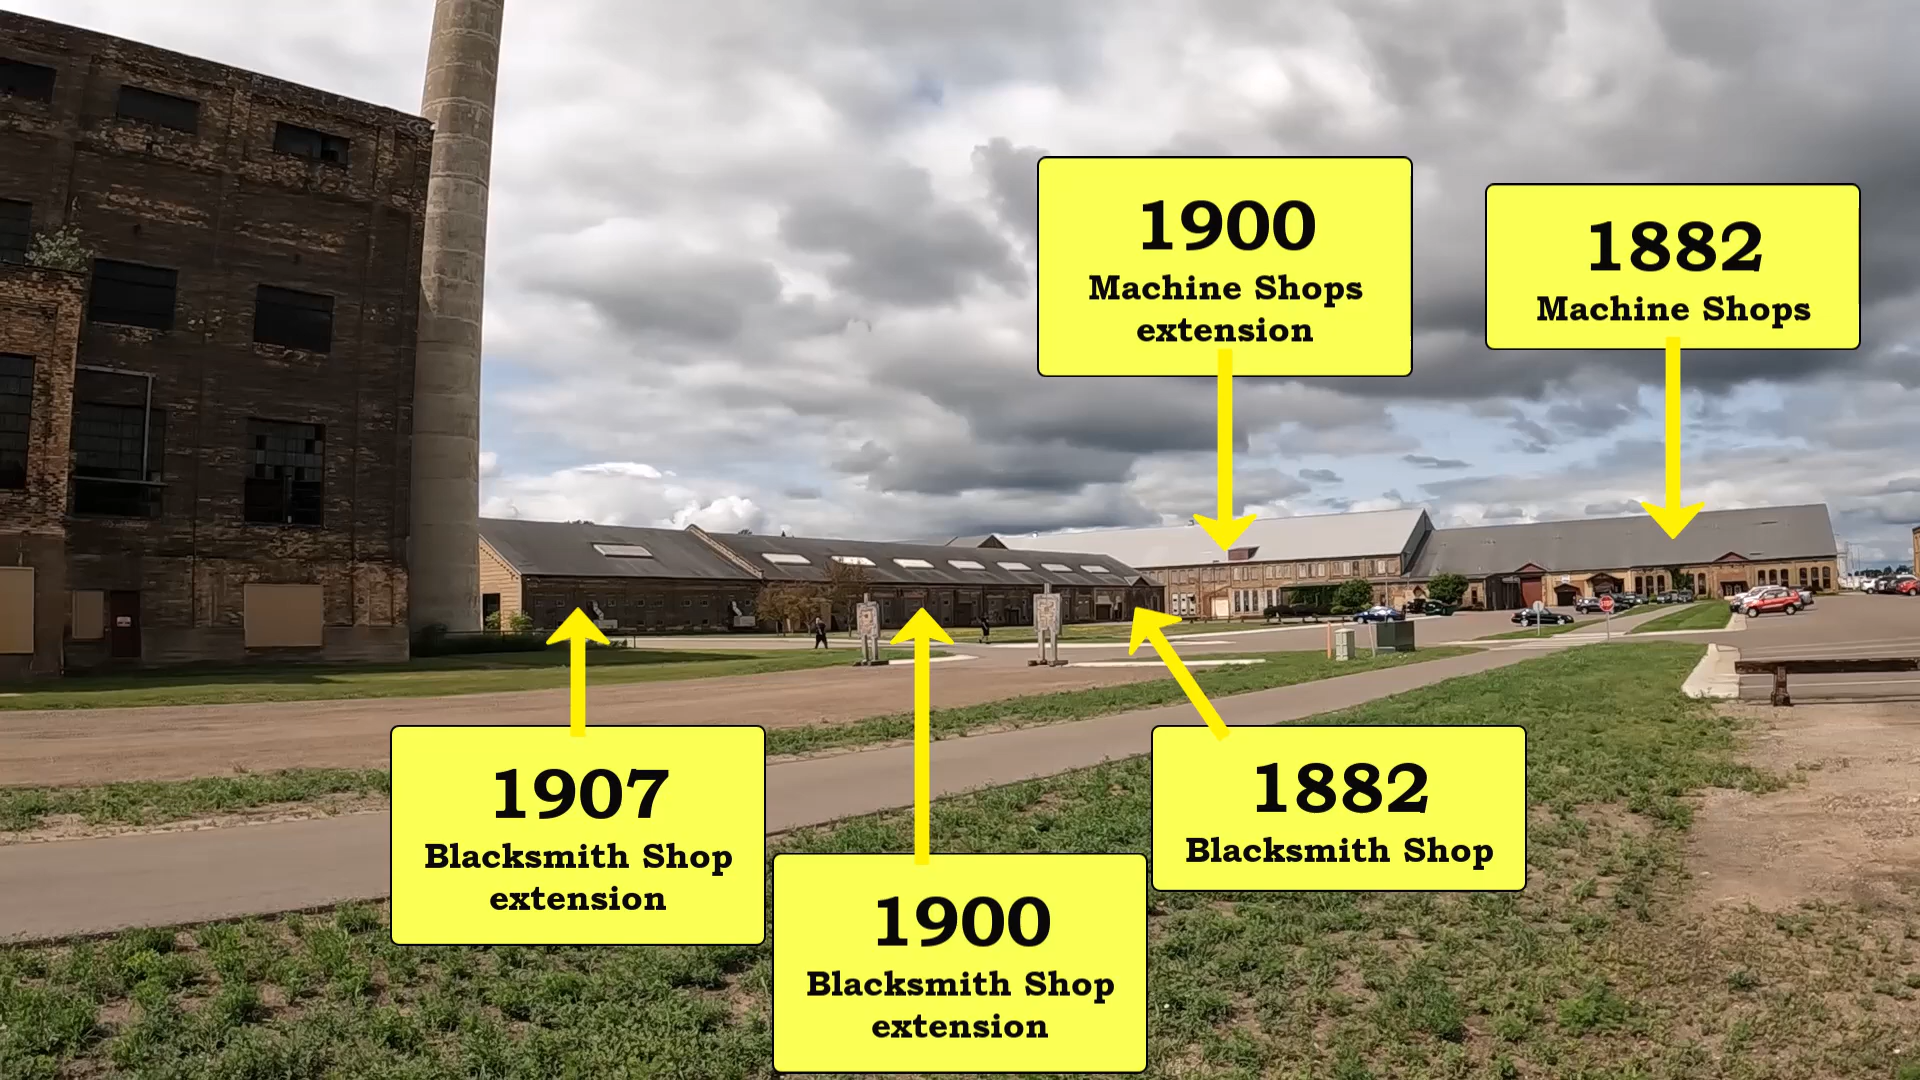 1900
Machine Shops
extension
1882
Machine Shops
1907
Blacksmith Shop
extension
1900
Blacksmith Shop
extension
1882
Blacksmith Shop